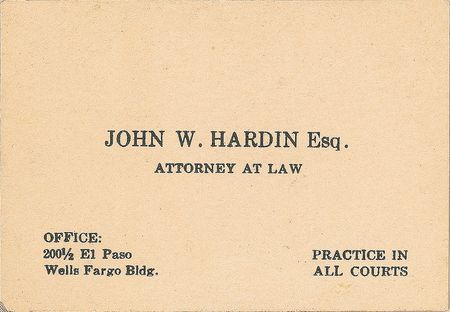 JOHN W. HARDIN Esq.
ATTORNEY AT LAW
OFFICE:
200½ El Paso
Wells Fargo Bldg.
PRACTICE IN
ALL COURTS